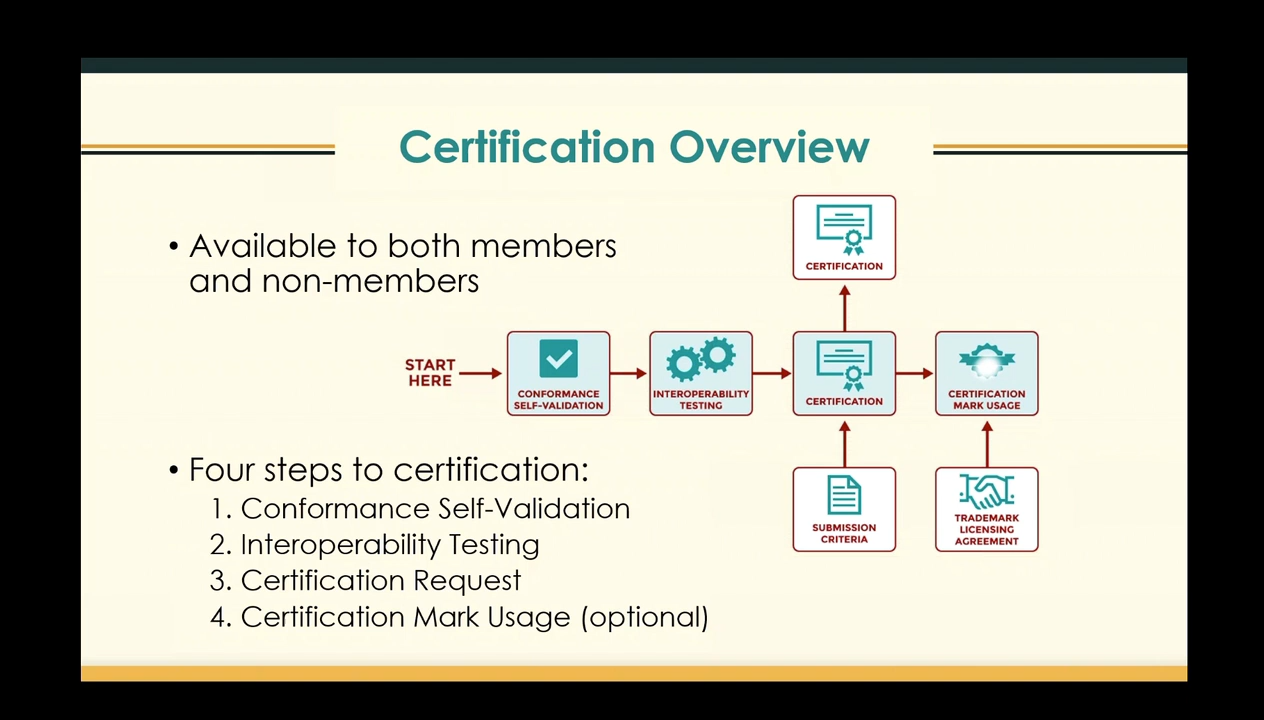 Certification Overview
• Available to both members
and non-members
CERTIFICATION
START
HERE
CONFORMANCE
SELF-VALIDATION
INTEROPERABILITY
TESTING
CERTIFICATION
CERTIFICATION
MARK USAGE
SUBMISSION
CRITERIA
TRADEMARK
LICENSING
AGREEMENT
• Four steps to certification:
1. Conformance Self-Validation
2. Interoperability Testing
3. Certification Request
4. Certification Mark Usage (optional)